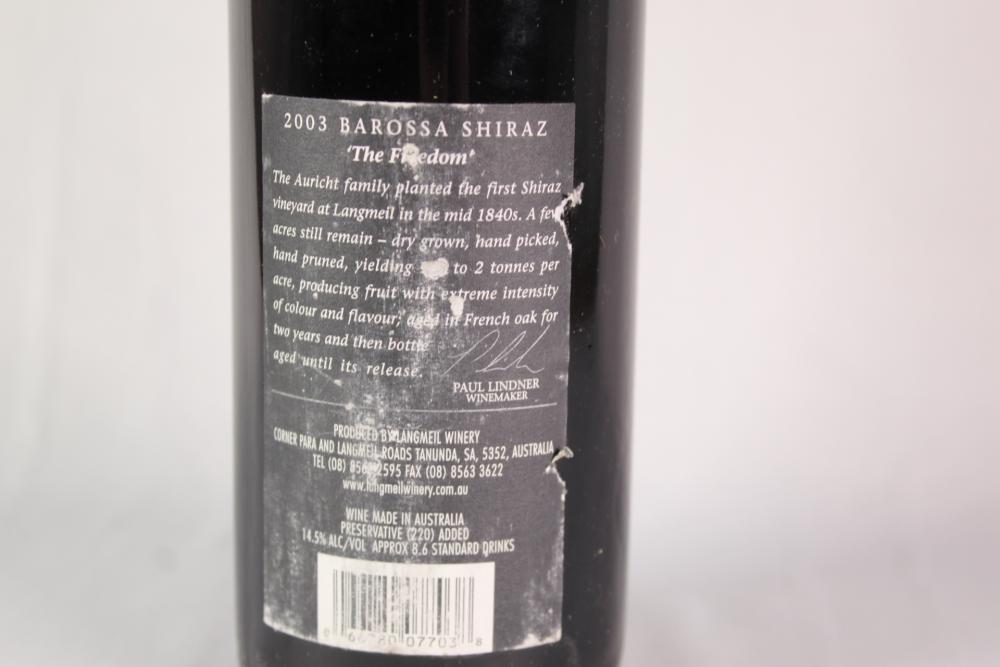 2003 BAROSSA SHIRAZ
'The Freedom'
The Auricht family planted the first Shiraz
vineyard at Langmeil in the mid 1840s. A few
acres still remain – dry grown, hand picked,
hand pruned, yielding to 2 tonnes per
acre, producing fruit with extreme intensity
of colour and flavour; aged in French oak for
two years and then bottle
aged until its release.
PAUL LINDNER
WINEMAKER
PRODUCED BY LANGMEIL WINERY
CORNER PARA AND LANGMEIL ROADS TANUNDA, SA, 5352, AUSTRALIA
TEL (08) 2595 FAX (08) 8563 3622
www.langmeilwinery.com.au
WINE MADE IN AUSTRALIA
PRESERVATIVE (220) ADDED
14.5% ALC/VOL APPROX 8.6 STANDARD DRINKS
07703 8